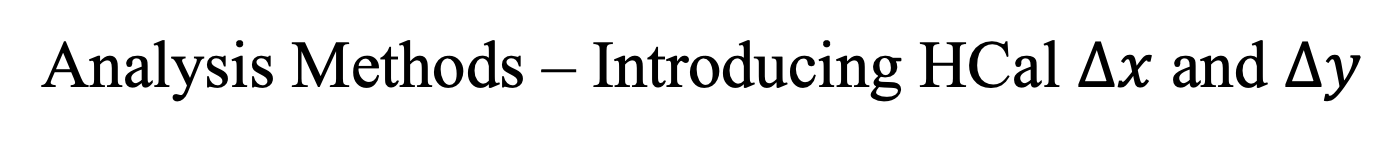 Analysis Methods – Introducing HCal Δx and Δy